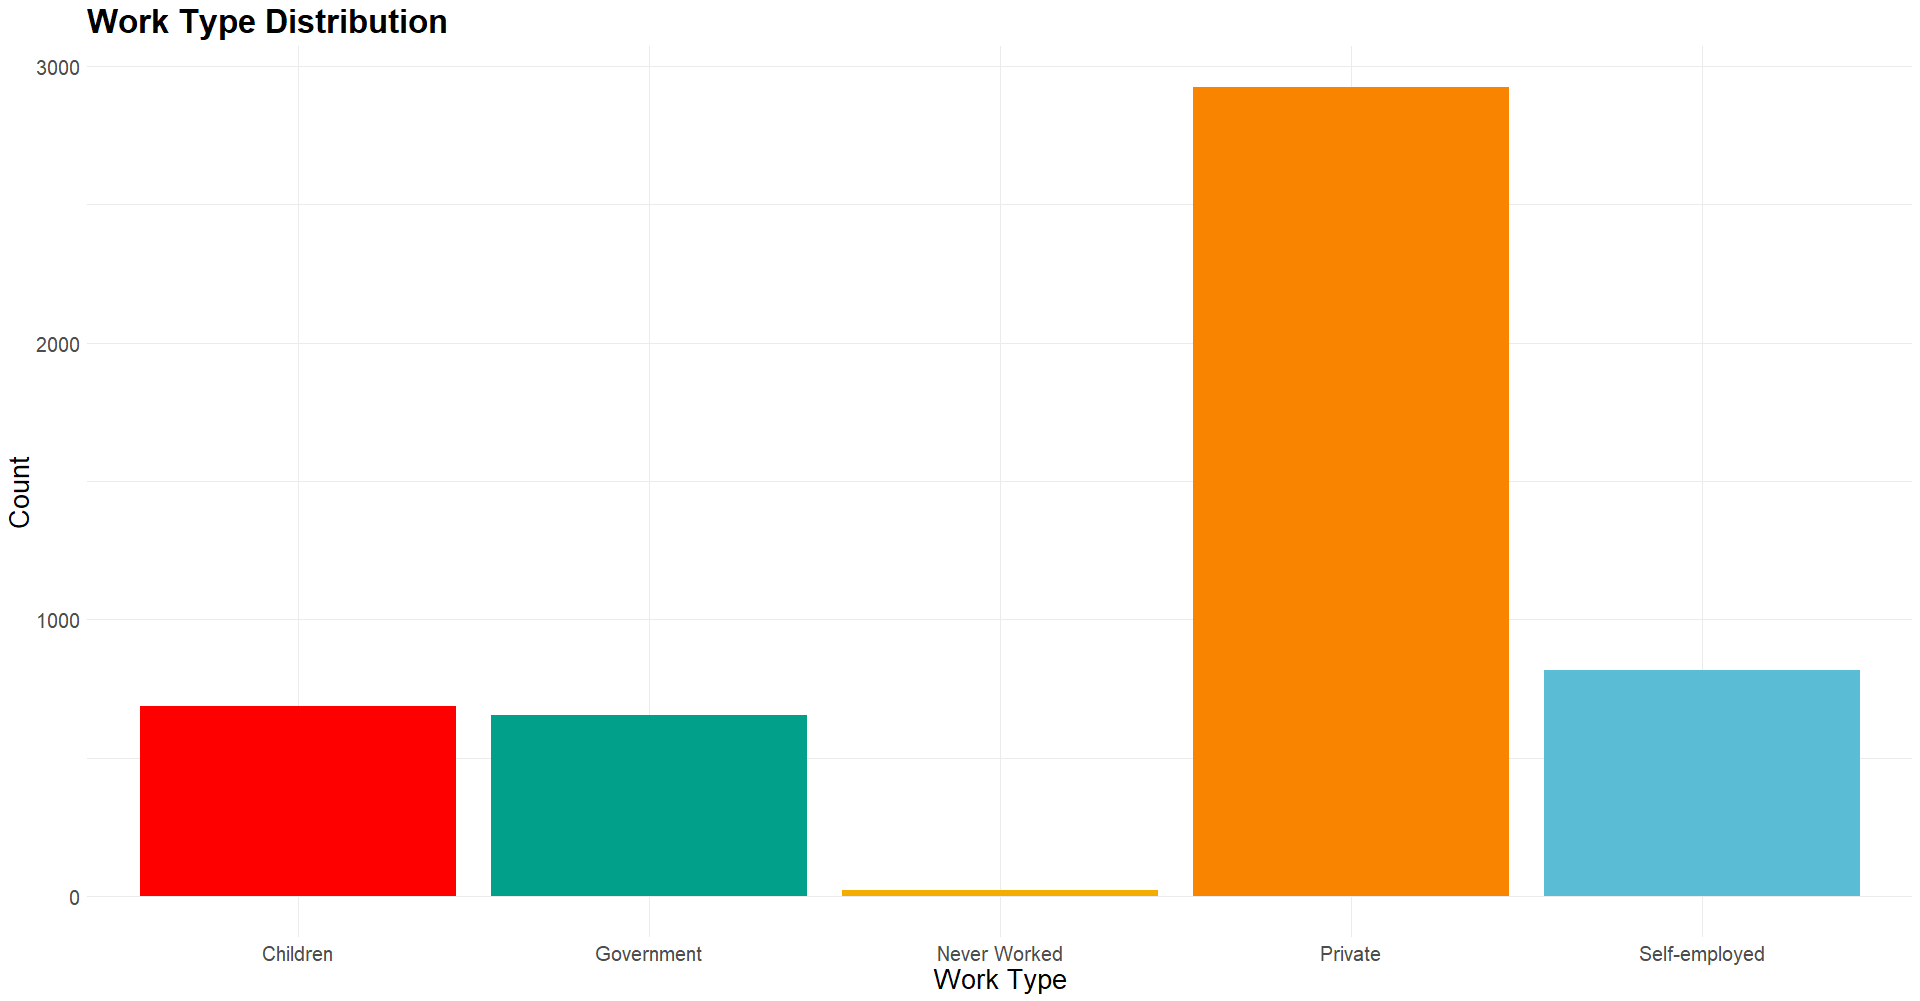 Work Type Distribution
3000
2000
1000
0
Count
Children
Government
Never Worked
Private
Self-employed
Work Type